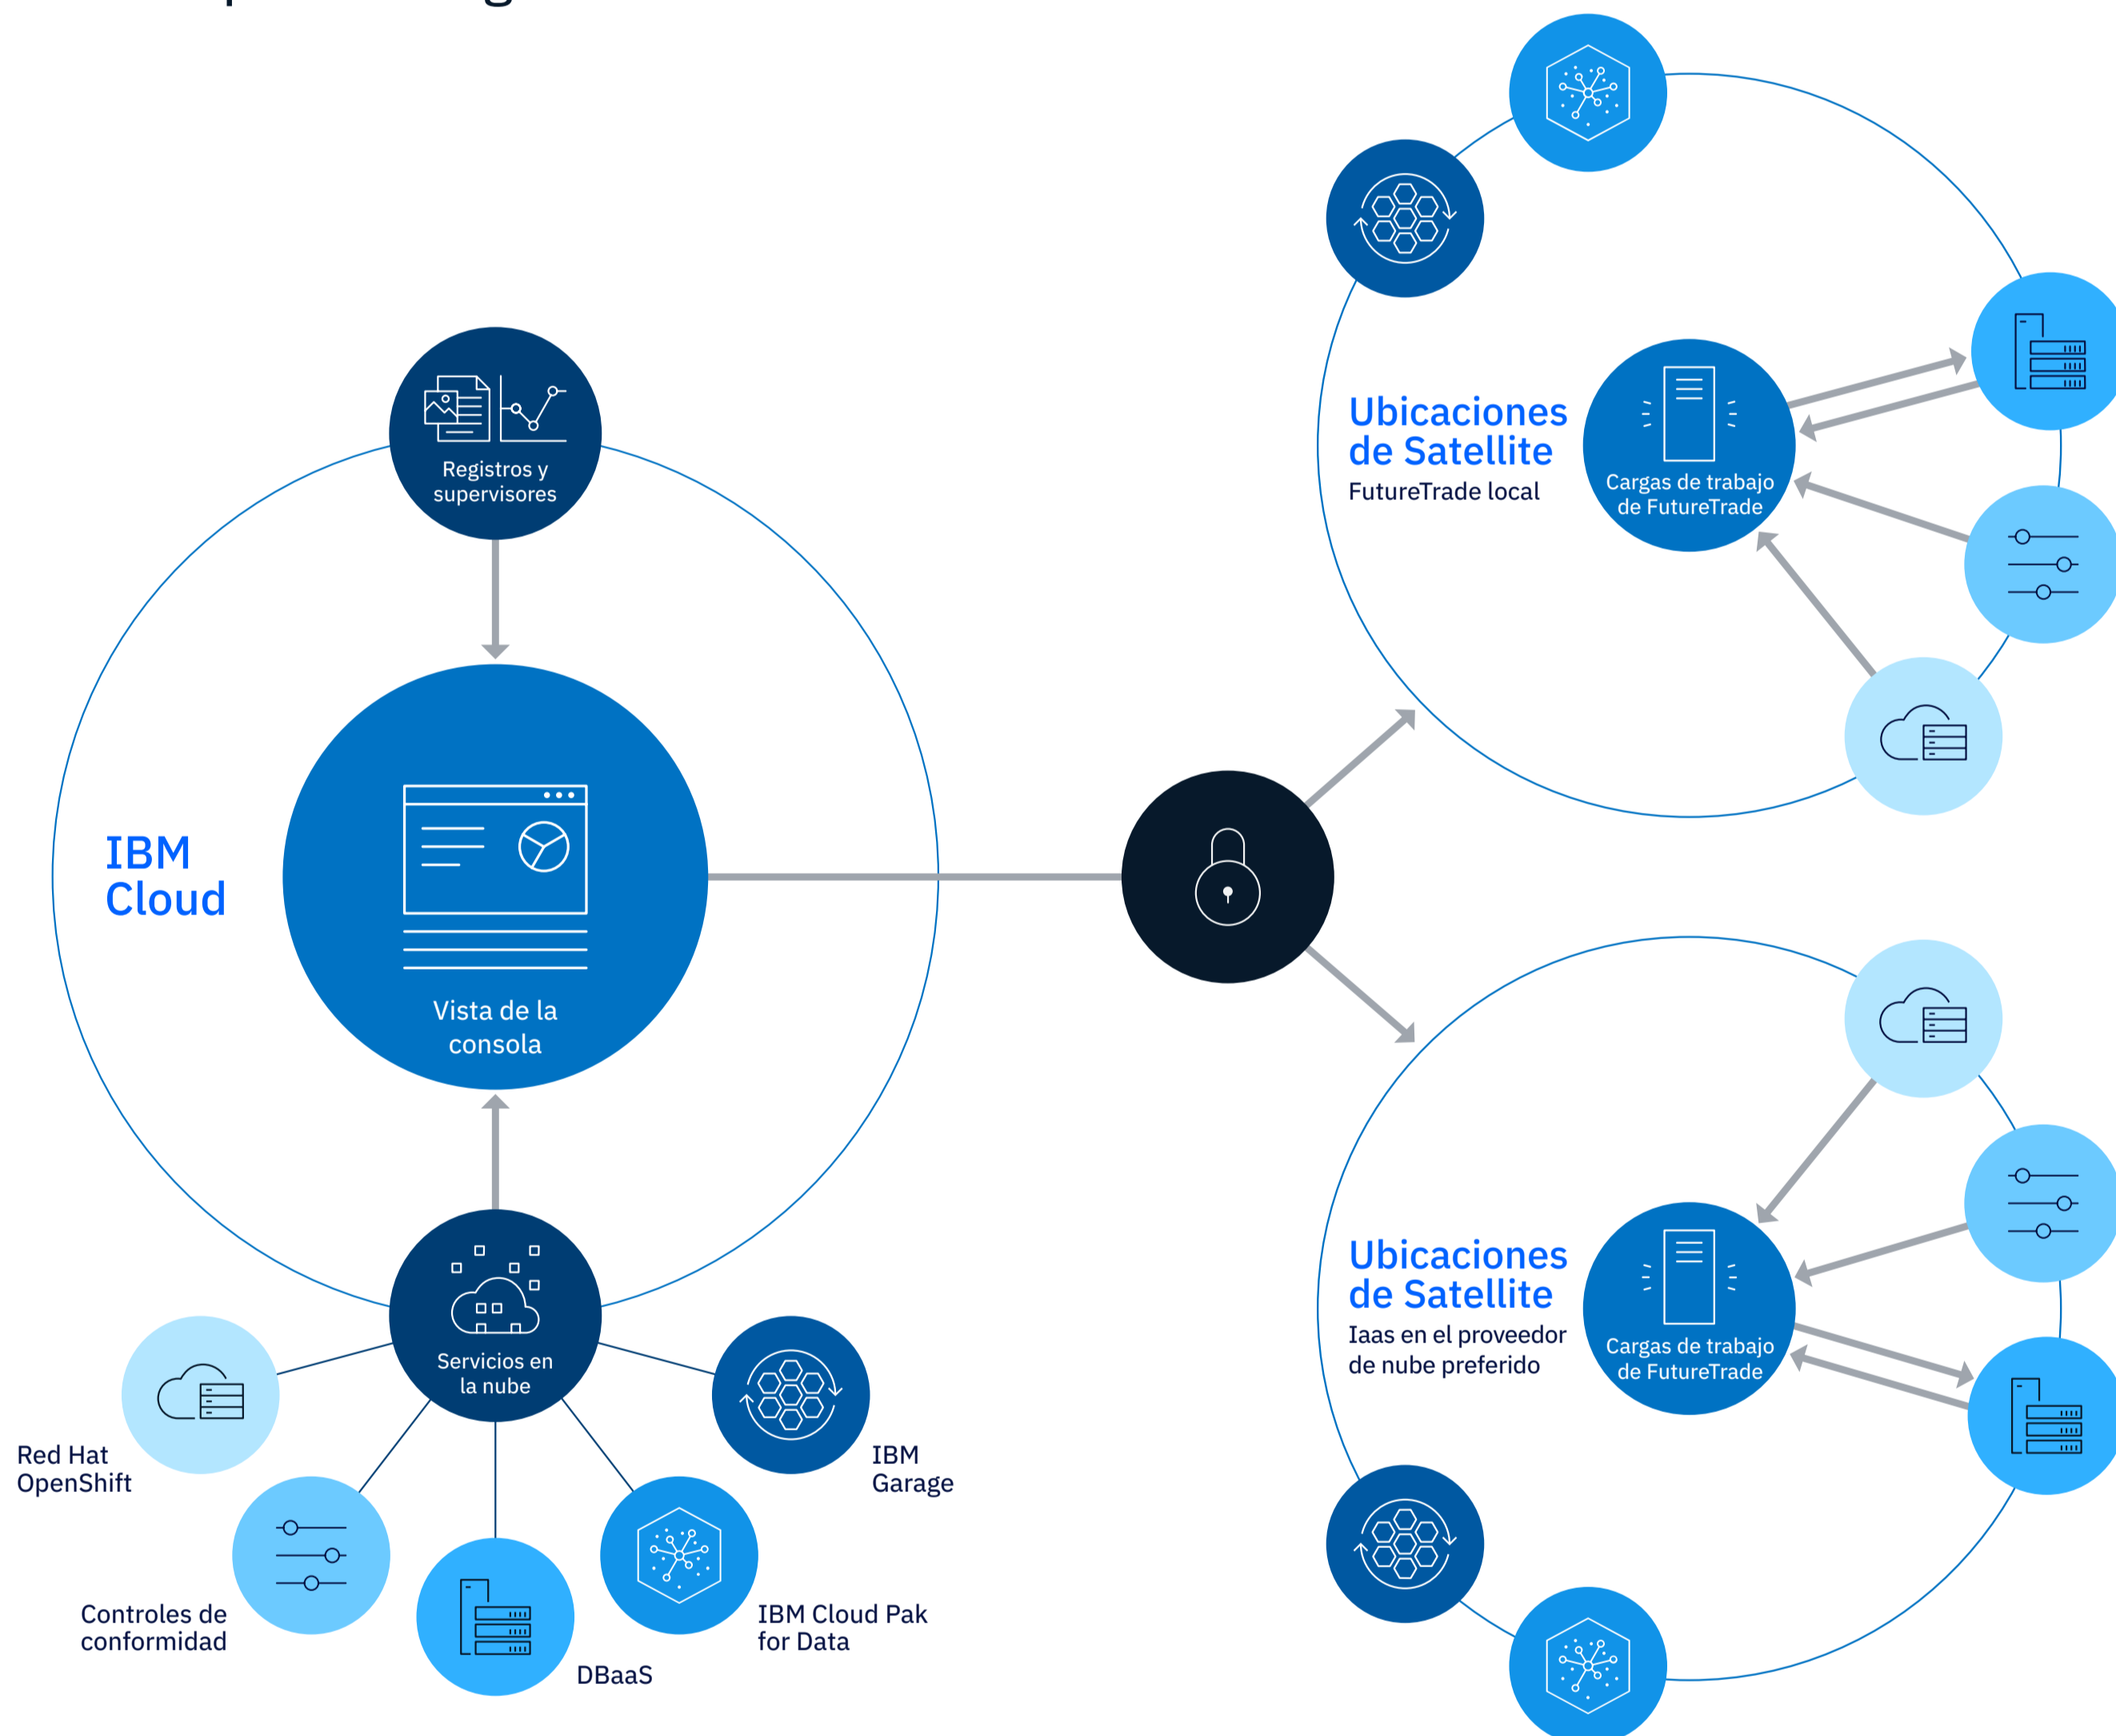 Registros y
supervisores
IBM
Cloud
Vista de la
consola
Servicios en
la nube
Red Hat
OpenShift
Controles de
conformidad
DBaaS
IBM Cloud Pak
for Data
IBM
Garage
Ubicaciones
de Satellite
FutureTrade local
Cargas de trabajo
de FutureTrade
Ubicaciones
de Satellite
Iaas en el proveedor
de nube preferido
Cargas de trabajo
de FutureTrade